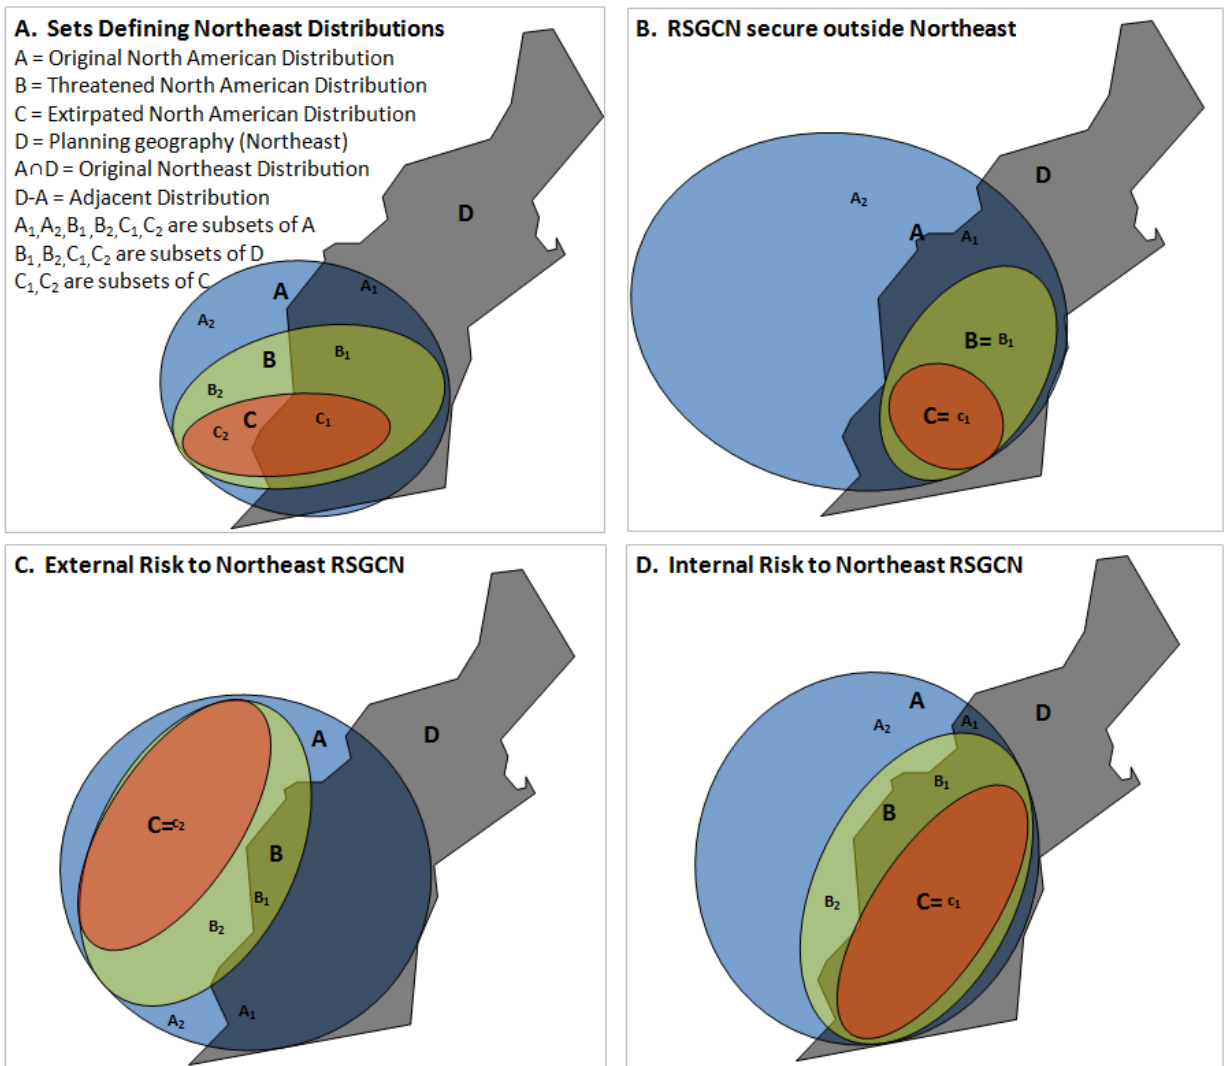 A. Sets Defining Northeast Distributions
A = Original North American Distribution
B = Threatened North American Distribution
C = Extirpated North American Distribution
D = Planning geography (Northeast)
A∩D = Original Northeast Distribution
D-A = Adjacent Distribution
A₁,A₂,B₁,B₂,C₁,C₂ are subsets of A
B₁,B₂,C₁,C₂ are subsets of D
C₁,C₂ are subsets of C
D
A
A₁
A₂
B₁
B
B₂
C
C₁
C₂
B. RSGCN secure outside Northeast
D
A₂
A
A₁
B= B₁
C= c₁
C. External Risk to Northeast RSGCN
D
A
C=c₂
B
B₁
B₂
A₁
A₂
D. Internal Risk to Northeast RSGCN
A
D
A₁
A₂
B₁
B
B₂
C= c₁